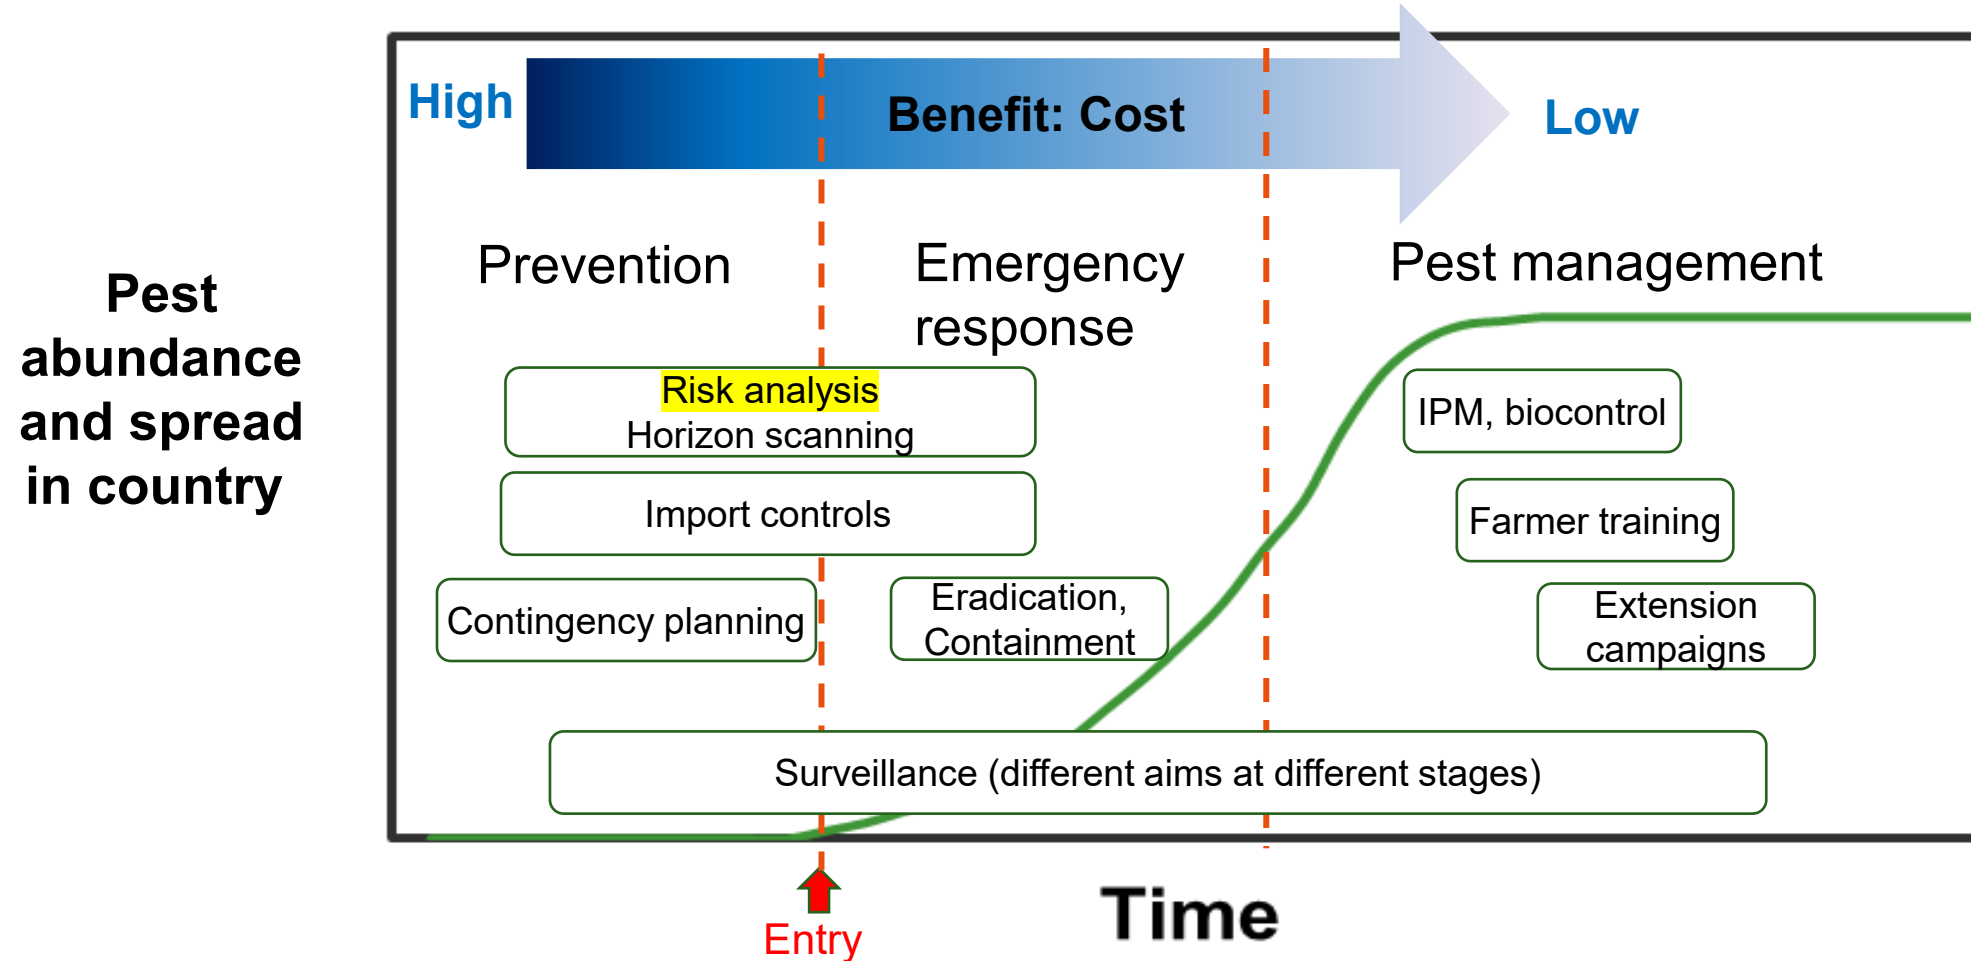 High
Benefit: Cost
Low
Prevention
Emergency
response
Pest management
Pest
abundance
and spread
in country
Risk analysis
Horizon scanning
IPM, biocontrol
Import controls
Farmer training
Contingency planning
Eradication,
Containment
Extension
campaigns
Surveillance (different aims at different stages)
Time
Entry